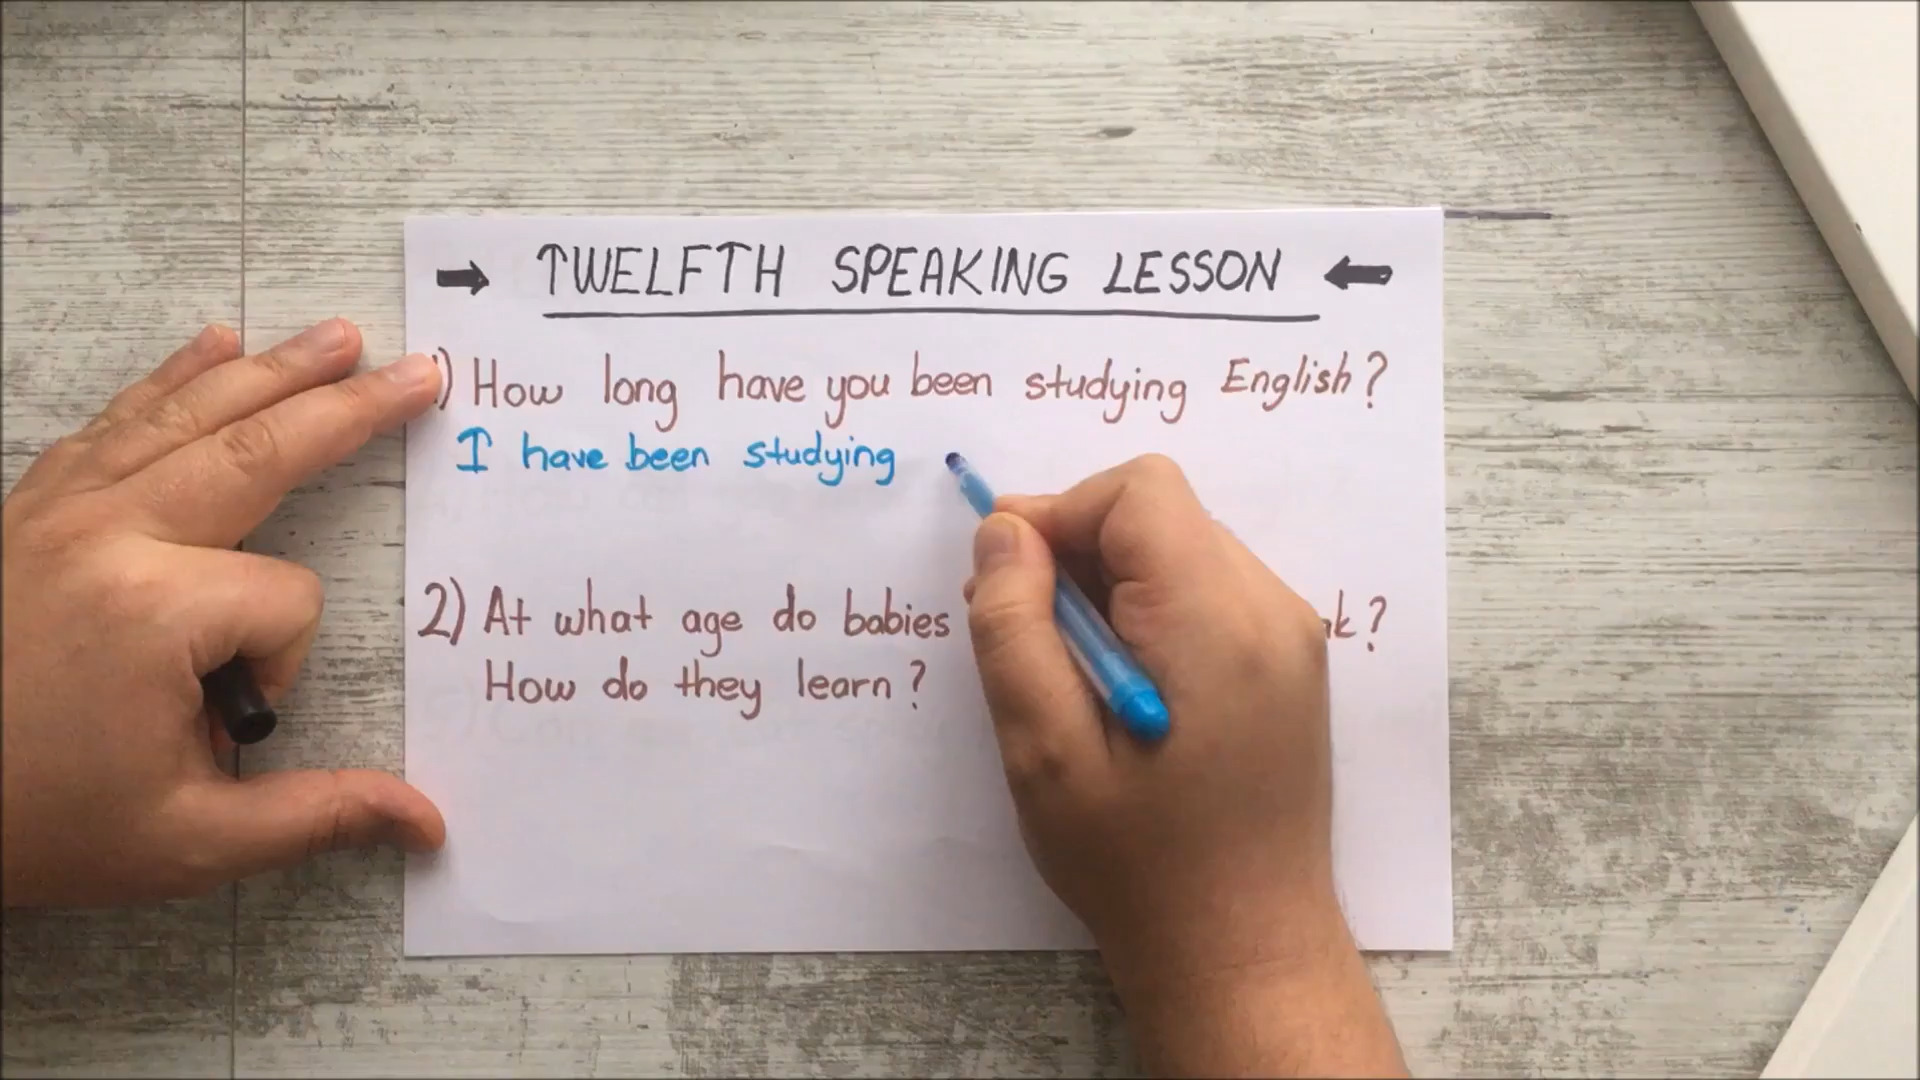 TWELFTH SPEAKING LESSON
1) How long have you been studying English?
I have been studying
2) At what age do babies ?
How do they learn?